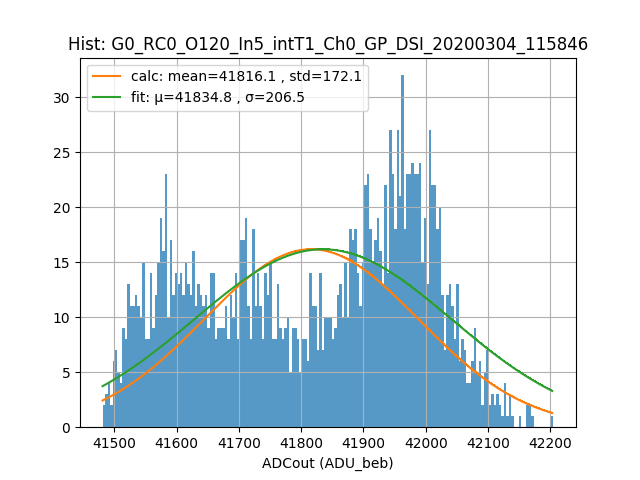 Hist: G0_RC0_O120_In5_intT1_Ch0_GP_DSI_20200304_115846
calc: mean=41816.1 , std=172.1
fit: μ=41834.8 , σ=206.5
30
25
20
15
10
5
0
41500 41600 41700 41800 41900 42000 42100 42200
ADCout (ADU_beb)